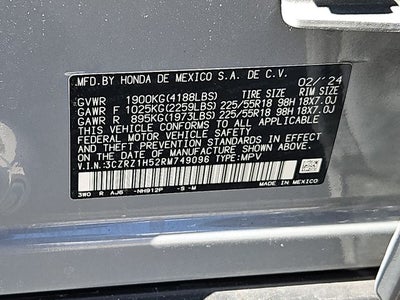 MFD.BY HONDA DE MEXICO S.A. DE C.V. 02/24
GVWR 1900KG(4188LBS) TIRE SIZE RIM SIZE
GAWR F 1025KG(2259LBS) 225/55R18 98H 18X7.0J
GAWR R 895KG(1973LBS) 225/55R18 98H 18X7.0J
THIS VEHICLE CONFORMS TO ALL APPLICABLE
FEDERAL MOTOR VEHICLE SAFETY
AND THEFT PREVENTION STANDARDS IN EFFECT ON THE
DATE OF MANUFACTURE SHOWN ABOVE.
V.I.N.:3CZRZ1H52RM749096 TYPE:MPV
3W0 R AJ6 -NH912P -S -M MADE IN MEXICO